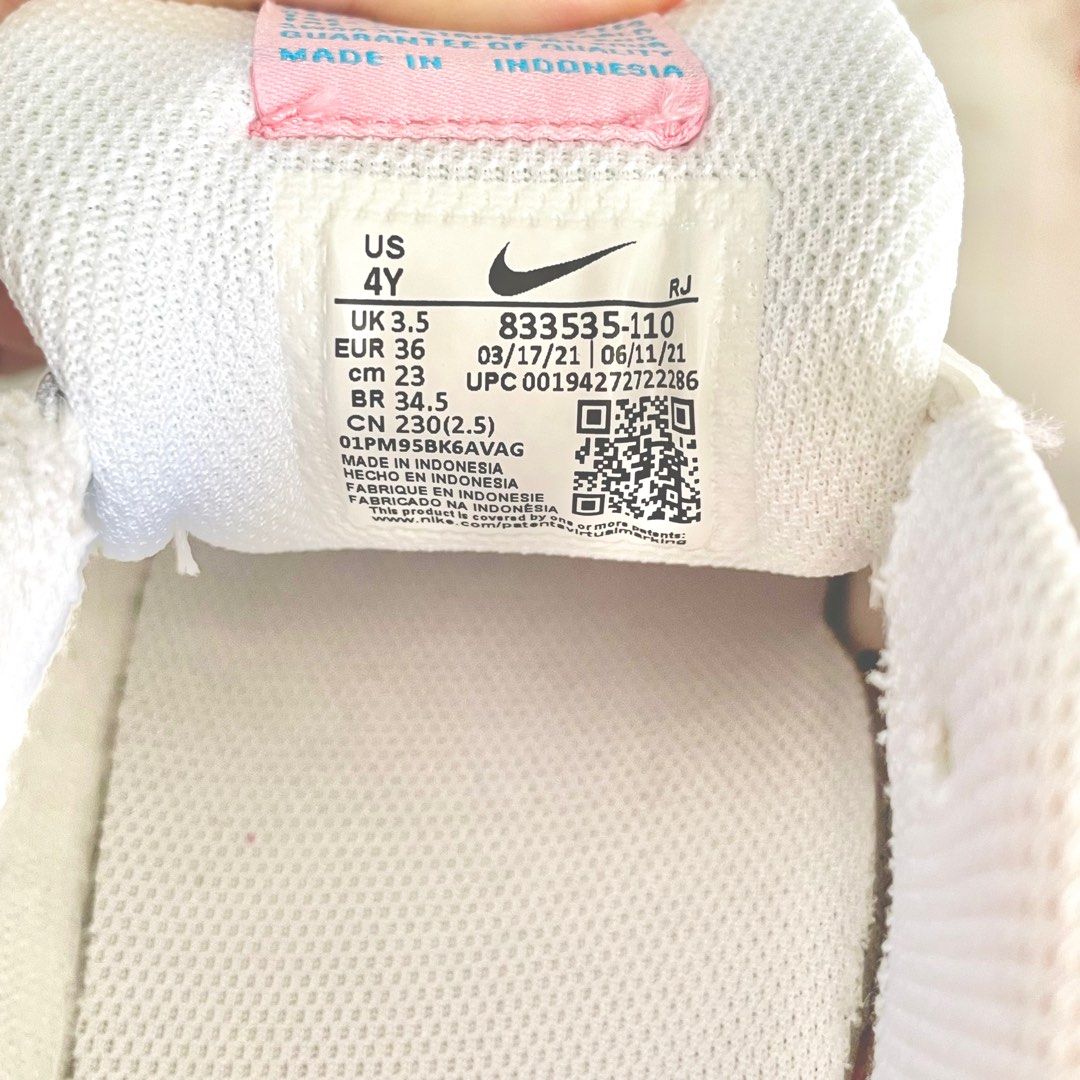 GUARANTEE OF QUALITY
MADE IN INDONESIA
US
4Y
RJ
UK 3.5
833535-110
EUR 36
03/17/21 | 06/11/21
cm 23
UPC 00194272722286
BR 34.5
CN 230(2.5)
01PM95BK6AVAG
MADE IN INDONESIA
HECHO EN INDONESIA
FABRIQUE EN INDONESIE
FABRICADO NA INDONÉSIA
This product is covered by one or more patents:
www.nike.com/patentsvirtualmarking